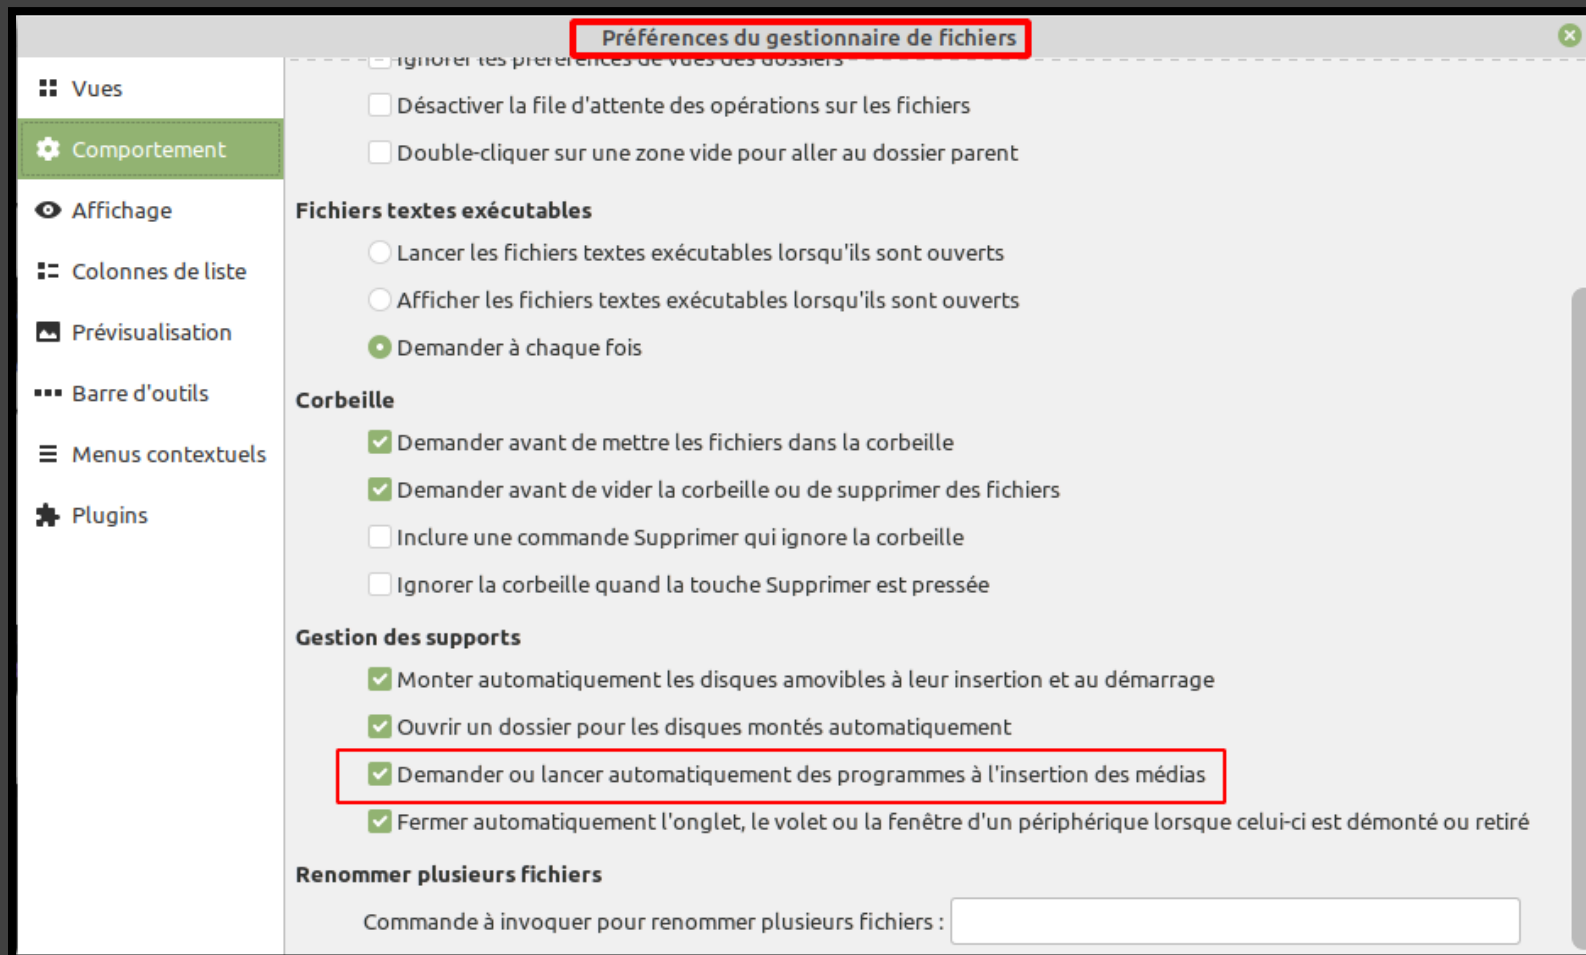 Préférences du gestionnaire de fichiers
Vues
Comportement
Affichage
Colonnes de liste
Prévisualisation
Barre d'outils
Menus contextuels
Plugins
Ignorer les préférences de vues des dossiers
Désactiver la file d'attente des opérations sur les fichiers
Double-cliquer sur une zone vide pour aller au dossier parent
Fichiers textes exécutables
Lancer les fichiers textes exécutables lorsqu'ils sont ouverts
Afficher les fichiers textes exécutables lorsqu'ils sont ouverts
Demander à chaque fois
Corbeille
Demander avant de mettre les fichiers dans la corbeille
Demander avant de vider la corbeille ou de supprimer des fichiers
Inclure une commande Supprimer qui ignore la corbeille
Ignorer la corbeille quand la touche Supprimer est pressée
Gestion des supports
Monter automatiquement les disques amovibles à leur insertion et au démarrage
Ouvrir un dossier pour les disques montés automatiquement
Demander ou lancer automatiquement des programmes à l'insertion des médias
Fermer automatiquement l'onglet, le volet ou la fenêtre d'un périphérique lorsque celui-ci est démonté ou retiré
Renommer plusieurs fichiers
Commande à invoquer pour renommer plusieurs fichiers :